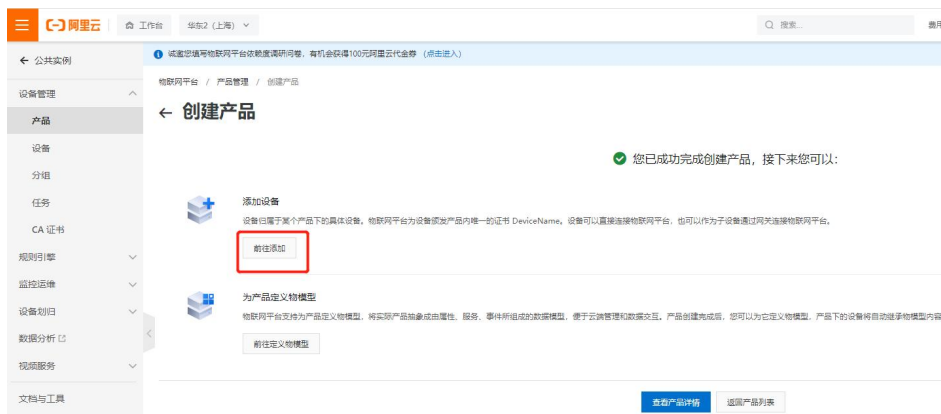 阿里云 工作台 华东2（上海） 搜索... 费用
公共实例
诚邀您填写物联网平台依赖度调研问卷，有机会获得100元阿里云代金券 （点击进入）
物联网平台 / 产品管理 / 创建产品
设备管理
← 创建产品
产品
设备
分组
任务
CA 证书
规则引擎
监控运维
设备划归
数据分析
视频服务
文档与工具
您已成功完成创建产品，接下来您可以：
添加设备
设备归属于某个产品下的具体设备。物联网平台为设备颁发产品内唯一的证书 DeviceName。设备可以直接连接物联网平台，也可以作为子设备通过网关连接物联网平台。
前往添加
为产品定义物模型
物联网平台支持为产品定义物模型，将实际产品抽象成由属性、服务、事件所组成的数据模型，便于云端管理和数据交互。产品创建完成后，您可以为它定义物模型，产品下的设备将自动继承物模型内容
前往定义物模型
查看产品详情 返回产品列表